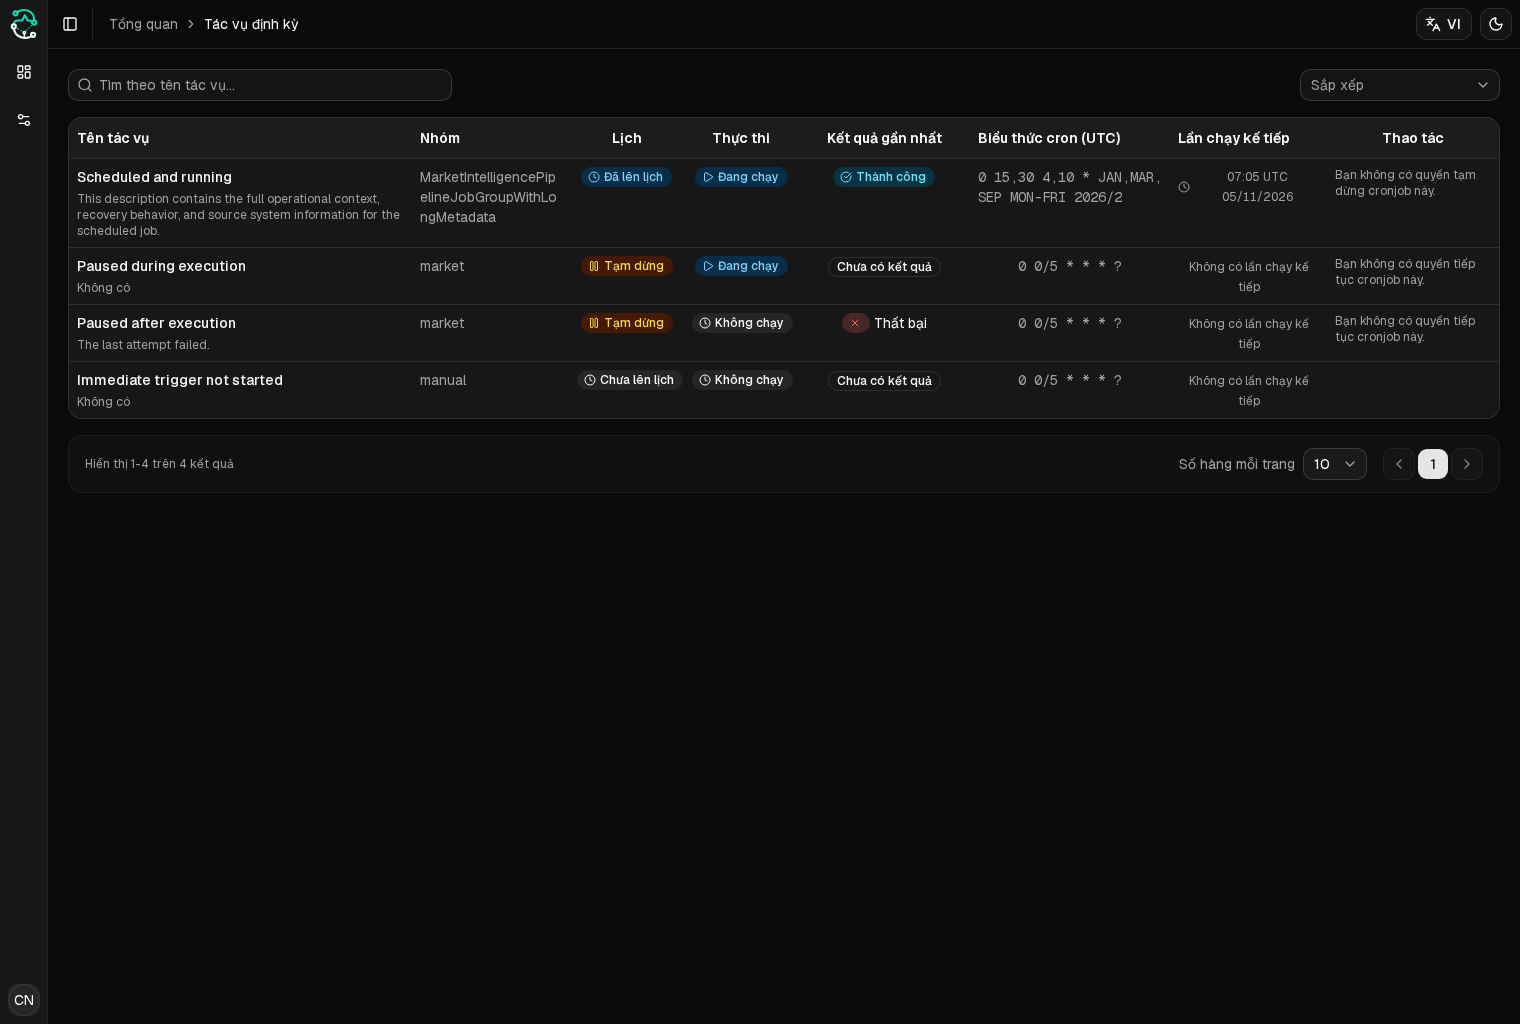 Tổng quan > Tác vụ định kỳ
VI
Tìm theo tên tác vụ...
Sắp xếp
Tên tác vụ Nhóm Lịch Thực thi Kết quả gần nhất Biểu thức cron (UTC) Lần chạy kế tiếp Thao tác
Scheduled and running
This description contains the full operational context,
recovery behavior, and source system information for the
scheduled job.
MarketIntelligencePip
elineJobGroupWithLo
ngMetadata
Đã lên lịch
Đang chạy
Thành công
0 15,30 4,10 * JAN,MAR,
SEP MON-FRI 2026/2
07:05 UTC
05/11/2026
Bạn không có quyền tạm
dừng cronjob này.
Paused during execution
Không có
market
Tạm dừng
Đang chạy
Chưa có kết quả
0 0/5 * * * ?
Không có lần chạy kế
tiếp
Bạn không có quyền tiếp
tục cronjob này.
Paused after execution
The last attempt failed.
market
Tạm dừng
Không chạy
Thất bại
0 0/5 * * * ?
Không có lần chạy kế
tiếp
Bạn không có quyền tiếp
tục cronjob này.
Immediate trigger not started
Không có
manual
Chưa lên lịch
Không chạy
Chưa có kết quả
0 0/5 * * * ?
Không có lần chạy kế
tiếp
Hiển thị 1-4 trên 4 kết quả
Số hàng mỗi trang 10 1
CN